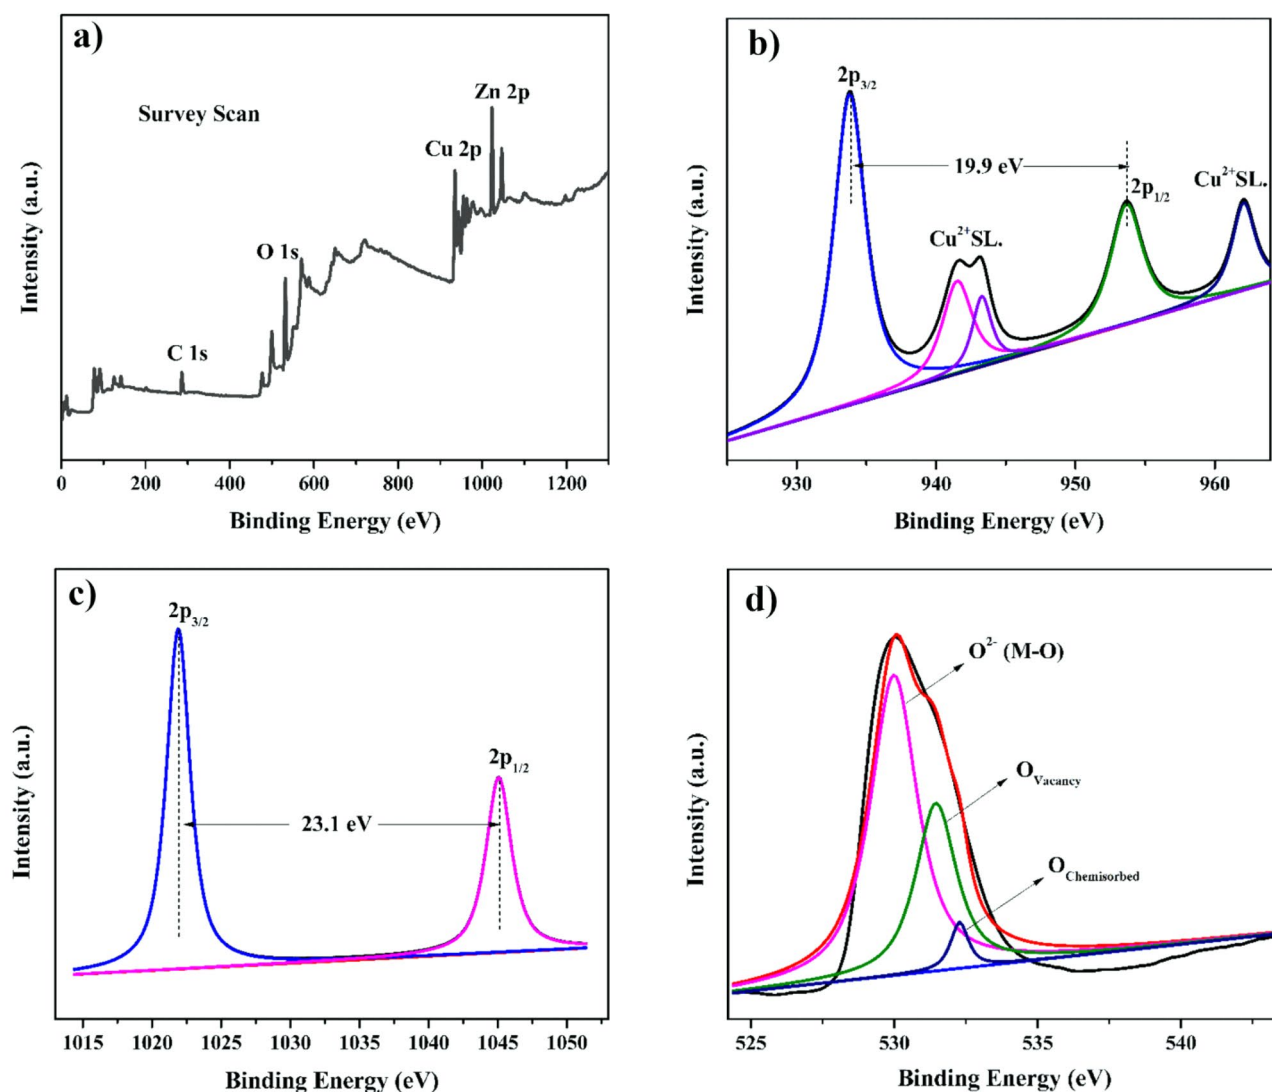 a)
Survey Scan
Zn 2p
Cu 2p
O 1s
C 1s
Intensity (a.u.)
0 200 400 600 800 1000 1200
Binding Energy (eV)
b)
2p3/2
19.9 eV
2p1/2
Cu2+SL.
Cu2+SL.
Intensity (a.u.)
930 940 950 960
Binding Energy (eV)
c)
2p3/2
2p1/2
23.1 eV
Intensity (a.u.)
1015 1020 1025 1030 1035 1040 1045 1050
Binding Energy (eV)
d)
O2- (M-O)
OVacancy
OChemisorbed
Intensity (a.u.)
525 530 535 540
Binding Energy (eV)